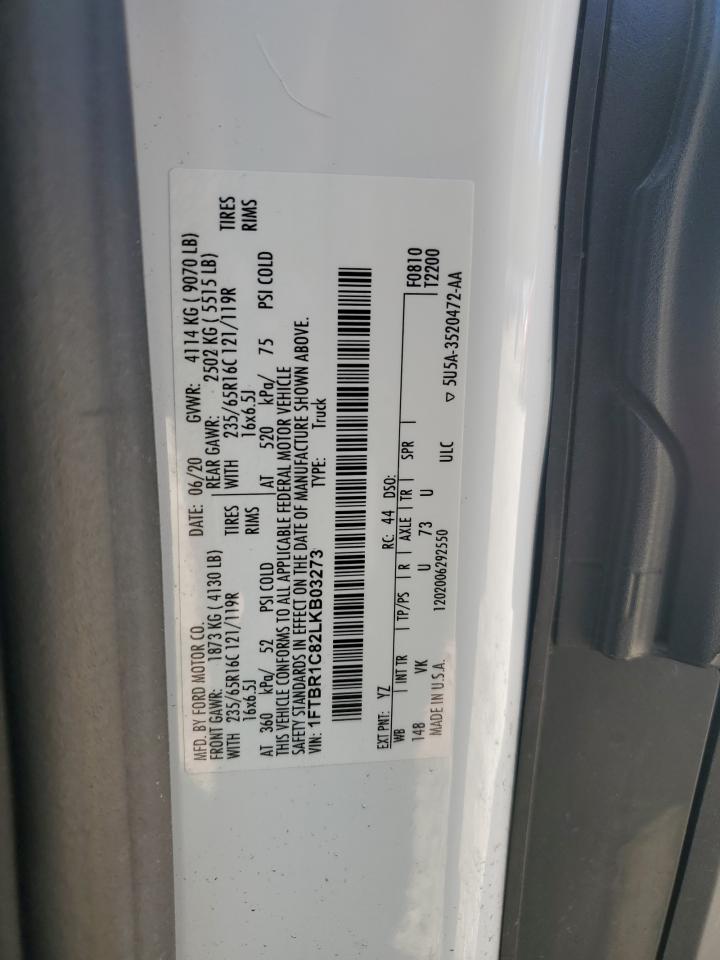 MFD. BY FORD MOTOR CO. DATE: 06/20 GVWR: 4114 KG ( 9070 LB)
FRONT GAWR: 1873 KG ( 4130 LB) REAR GAWR: 2502 KG ( 5515 LB)
WITH 235/65R16C 121/119R TIRES WITH 235/65R16C 121/119R TIRES
16x6.5J RIMS 16x6.5J RIMS
AT 360 kPa/ 52 PSI COLD AT 520 kPa/ 75 PSI COLD
THIS VEHICLE CONFORMS TO ALL APPLICABLE FEDERAL MOTOR VEHICLE
SAFETY STANDARDS IN EFFECT ON THE DATE OF MANUFACTURE SHOWN ABOVE.
VIN: 1FTBR1C82LKB03273 TYPE: Truck
EXT PNT: YZ RC: 44 DSO: F0810
WB INT TR TP/PS R AXLE TR SPR T2200
148 VK U 73 U
MADE IN U.S.A. 1202006292550 ULC ▽ 5U5A-3520472-AA